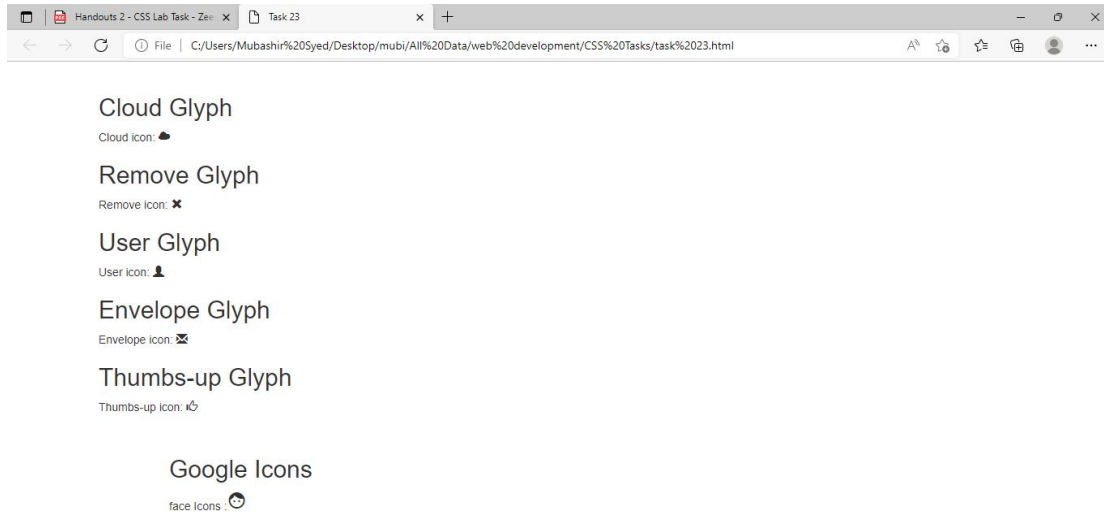 Handouts 2 - CSS Lab Task - Zee
Task 23
File
C:/Users/Mubashir%20Syed/Desktop/mubi/All%20Data/web%20development/CSS%20Tasks/task%2023.html
Cloud Glyph
Cloud icon:
Remove Glyph
Remove icon:
User Glyph
User icon:
Envelope Glyph
Envelope icon:
Thumbs-up Glyph
Thumbs-up icon:
Google Icons
face Icons :